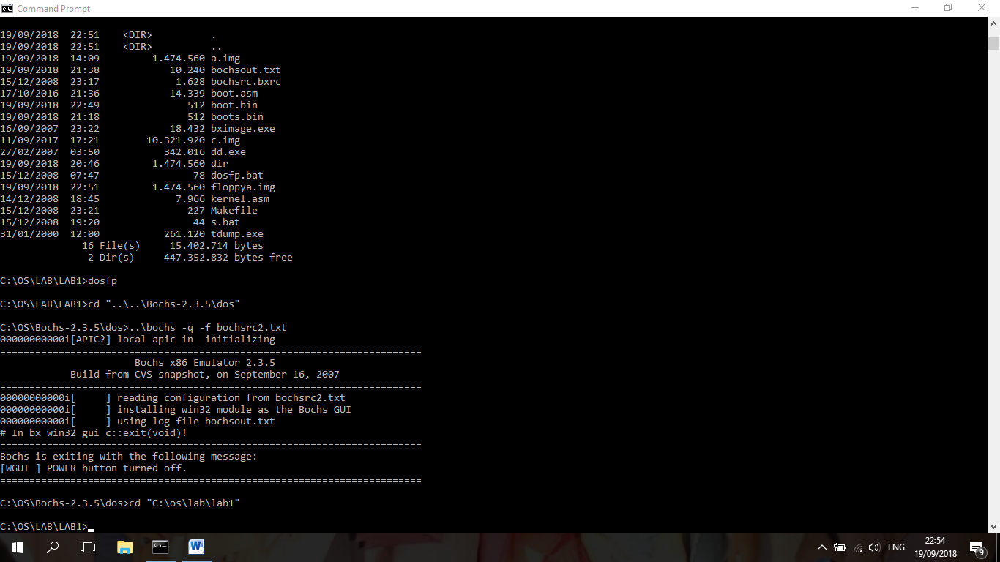 Command Prompt
19/09/2018  22:51    <DIR>          .
19/09/2018  22:51    <DIR>          ..
19/09/2018  14:09         1.474.560 a.img
19/09/2018  21:38            10.240 bochsout.txt
15/12/2008  23:17             1.628 bochsrc.bxrc
17/10/2016  21:36            14.339 boot.asm
19/09/2018  22:49               512 boot.bin
19/09/2018  21:18               512 boots.bin
16/09/2007  23:22            18.432 bximage.exe
11/09/2017  17:21        10.321.920 c.img
27/02/2007  03:50           342.016 dd.exe
19/09/2018  20:46         1.474.560 dir
15/12/2008  07:47                78 dosfp.bat
19/09/2018  22:51         1.474.560 floppya.img
14/12/2008  18:45             7.966 kernel.asm
15/12/2008  23:21               227 Makefile
15/12/2008  19:20                44 s.bat
31/01/2000  12:00           261.120 tdump.exe
              16 File(s)     15.402.714 bytes
               2 Dir(s)     447.352.832 bytes free
C:\OS\LAB\LAB1>dosfp
C:\OS\LAB\LAB1>cd "..\..\Bochs-2.3.5\dos"
C:\OS\Bochs-2.3.5\dos>..\bochs -q -f bochsrc2.txt
00000000000i[APIC?] local apic in  initializing
========================================================================
                       Bochs x86 Emulator 2.3.5
            Build from CVS snapshot, on September 16, 2007
========================================================================
00000000000i[     ] reading configuration from bochsrc2.txt
00000000000i[     ] installing win32 module as the Bochs GUI
00000000000i[     ] using log file bochsout.txt
# In bx_win32_gui_c::exit(void)!
========================================================================
Bochs is exiting with the following message:
[WGUI ] POWER button turned off.
========================================================================
C:\OS\Bochs-2.3.5\dos>cd "C:\os\lab\lab1"
C:\OS\LAB\LAB1>
ENG
22:54
19/09/2018
9